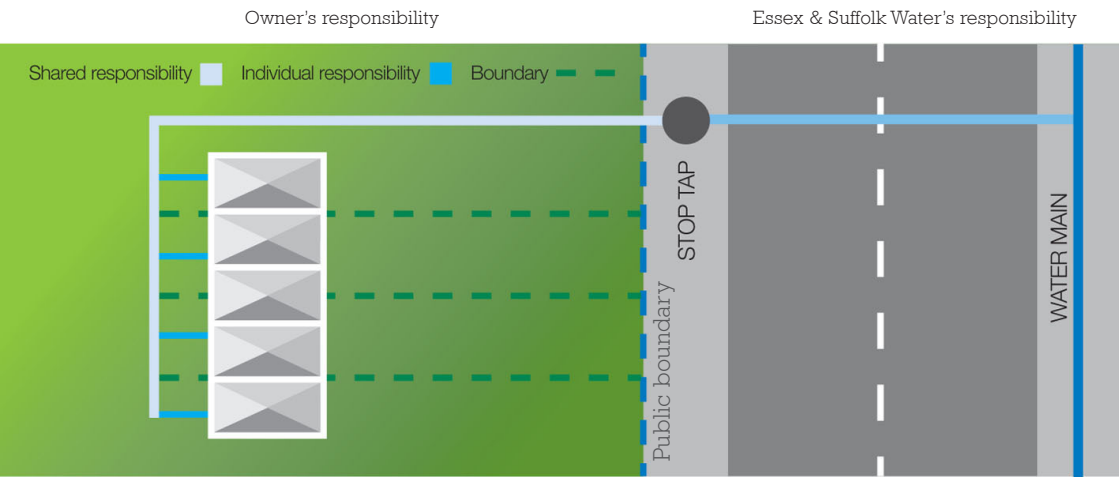 Owner's responsibility
Essex & Suffolk Water's responsibility
Shared responsibility
Individual responsibility
Boundary
STOP TAP
WATER MAIN
Public boundary